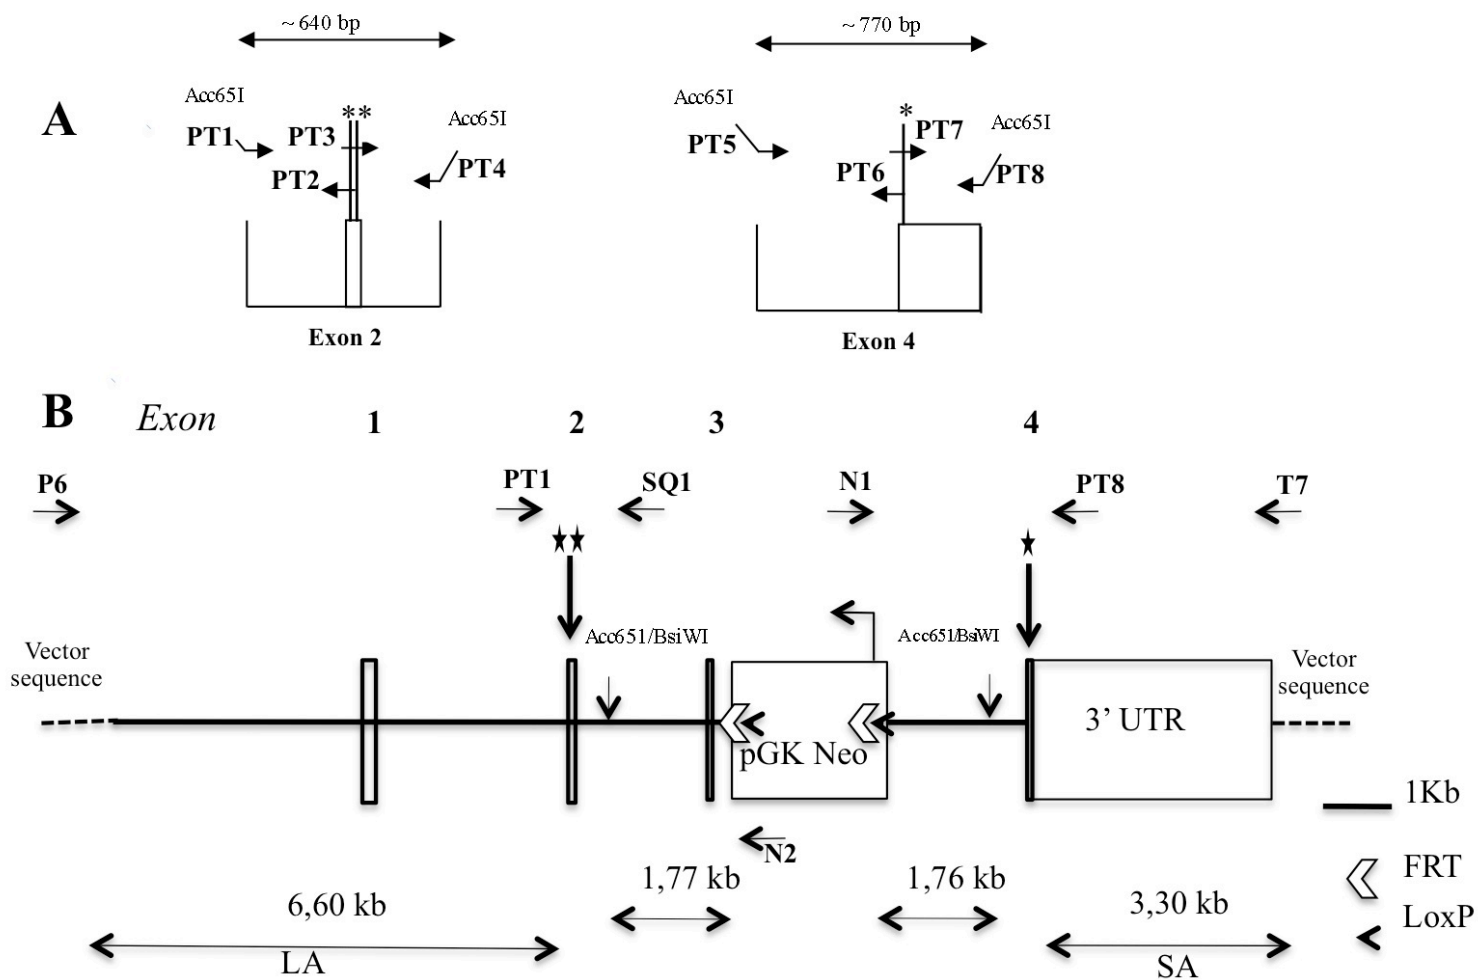 ~ 640 bp
~ 770 bp
A
Acc65I
**
Acc65I
PT1
PT3
PT2
PT4
Acc65I
*
Acc65I
PT5
PT7
PT6
PT8
Exon 2
Exon 4
B
Exon 1 2 3 4
P6
PT1
SQ1
N1
PT8
T7
Acc651/BsiWI
Acc651/BsiWI
Vector
sequence
Vector
sequence
3’ UTR
pGK Neo
1Kb
N2
FRT
LoxP
6,60 kb
1,77 kb
1,76 kb
3,30 kb
LA
SA